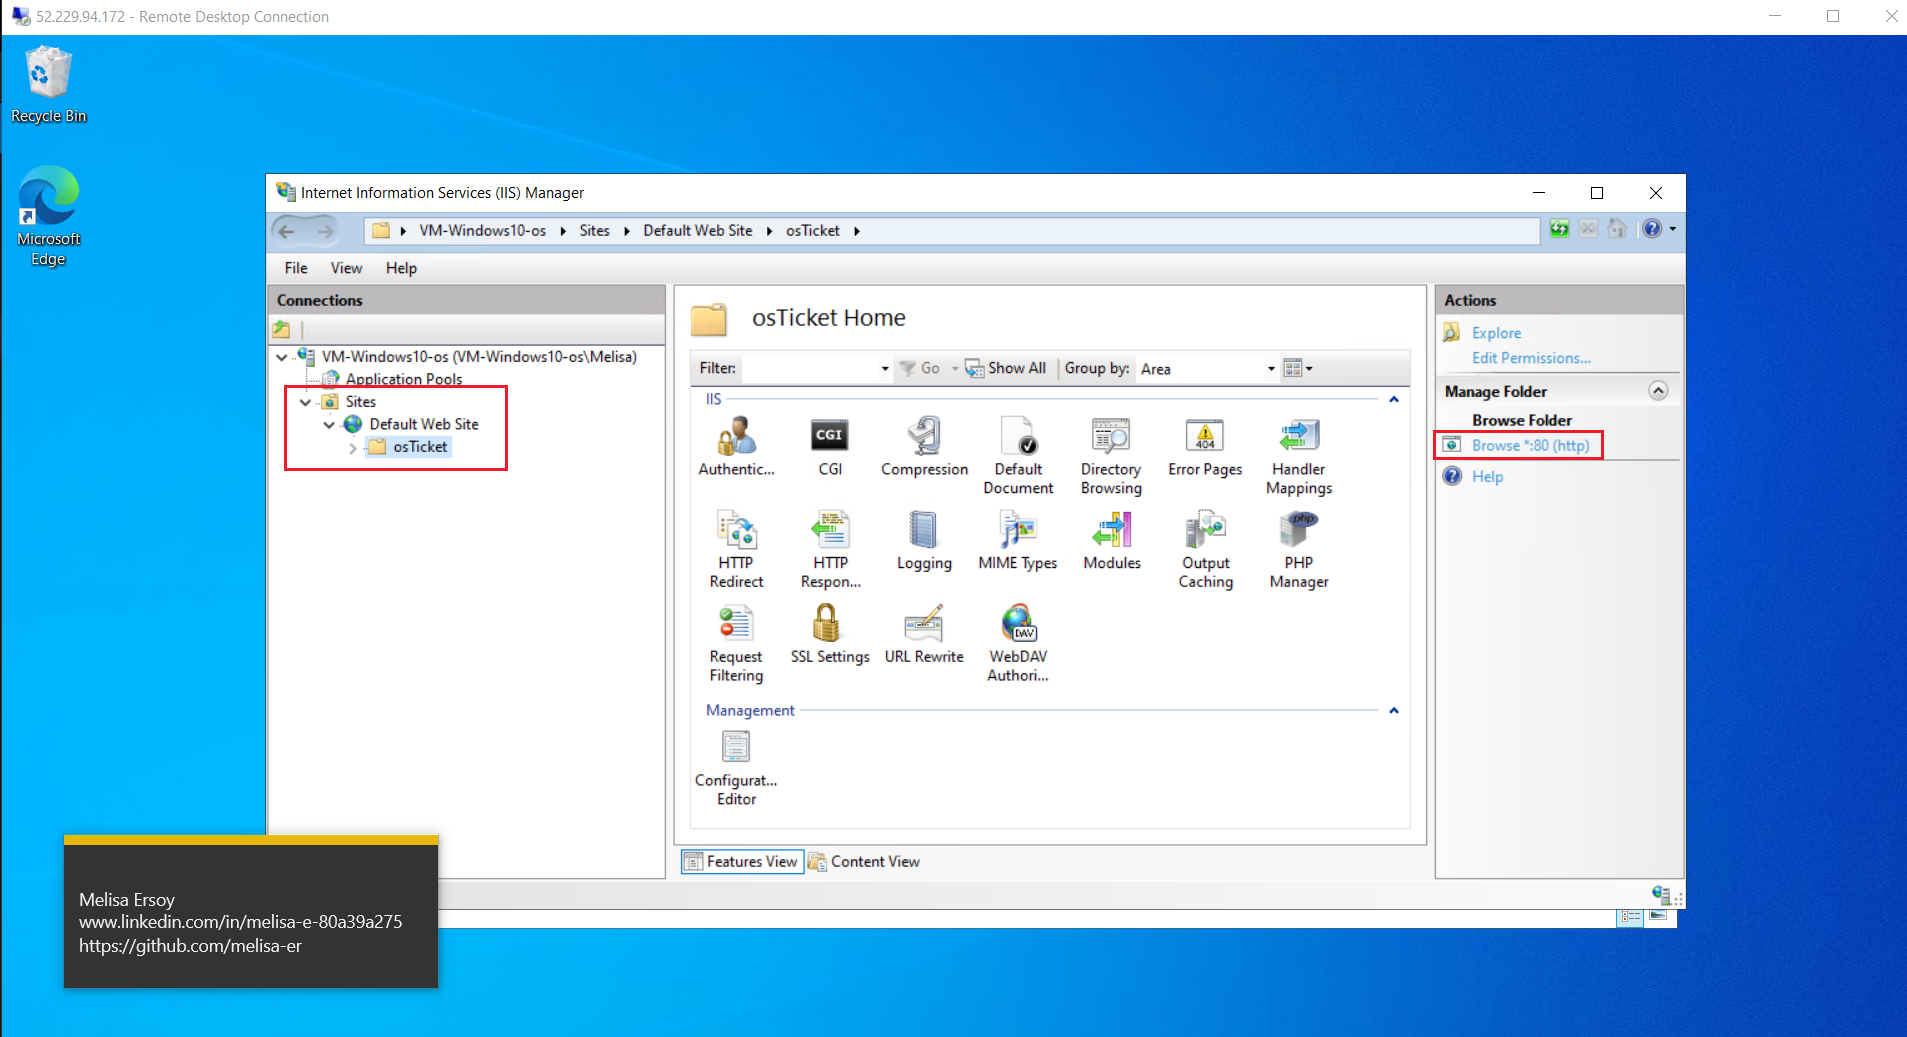 52.229.94.172 - Remote Desktop Connection
Recycle Bin
Microsoft
Edge
Internet Information Services (IIS) Manager
VM-Windows10-os
Sites
Default Web Site
osTicket
File View Help
Connections
VM-Windows10-os (VM-Windows10-os\Melisa)
Application Pools
Sites
Default Web Site
osTicket
osTicket Home
Filter: Go Show All Group by: Area
IIS
Authentic...
CGI
CGI
Compression
Default
Document
Directory
Browsing
404
Error Pages
Handler
Mappings
HTTP
Redirect
HTTP
Respon...
Logging
MIME Types
Modules
Output
Caching
php
PHP
Manager
Request
Filtering
SSL Settings
URL Rewrite
DAV
WebDAV
Authori...
Management
Configurat...
Editor
Features View Content View
Actions
Explore
Edit Permissions...
Manage Folder
Browse Folder
Browse *:80 (http)
Help
Melisa Ersoy
www.linkedin.com/in/melisa-e-80a39a275
https://github.com/melisa-er